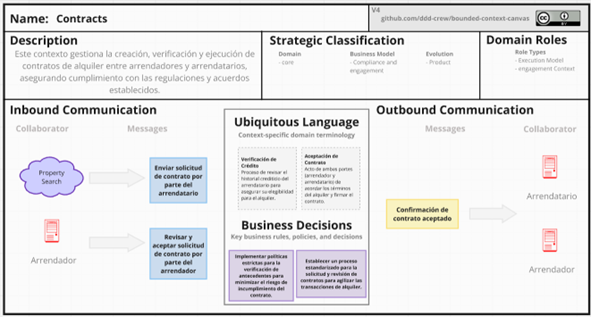 Name: Contracts
V4
github.com/ddd-crew/bounded-context-canvas
cc
BY
Description
Este contexto gestiona la creación, verificación y ejecución de
contratos de alquiler entre arrendadores y arrendatarios,
asegurando cumplimiento con las regulaciones y acuerdos
establecidos.
Strategic Classification
Domain
- core
Business Model
- Compliance and
engagement
Evolution
- Product
Domain Roles
Role Types
- Execution Model
- engagement Context
Inbound Communication
Collaborator
Messages
Property
Search
Enviar solicitud
de contrato por
parte del
arrendatario
Arrendador
Revisar y
aceptar solicitud
de contrato por
parte del
arrendador
Ubiquitous Language
Context-specific domain terminology
Verificación de
Crédito
Proceso de revisar el
historial crediticio del
arrendatario para
asegurar su elegibilidad
para el alquiler.
Aceptación de
Contrato
Acto de ambas partes
(arrendador y
arrendatario) de
acordar los términos
del alquiler y firmar el
contrato.
Business Decisions
Key business rules, policies, and decisions
Implementar políticas
estrictas para la
verificación de
antecedentes para
minimizar el riesgo de
incumplimiento del
contrato.
Establecer un proceso
estandarizado para la
solicitud y revisión de
contratos para agilizar las
transacciones de alquiler.
Outbound Communication
Messages
Collaborator
Confirmación de
contrato aceptado
Arrendatario
Arrendador